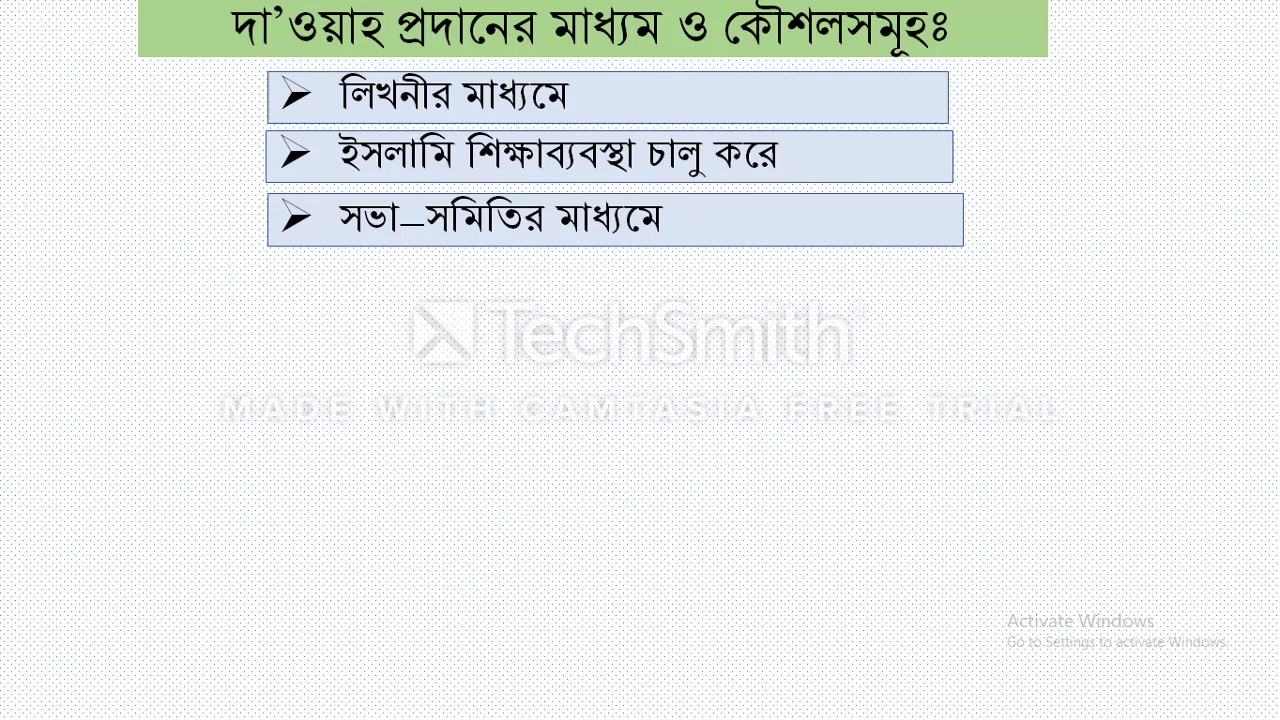 দা’ওয়াহ প্রদানের মাধ্যম ও কৌশলসমূহঃ
➢ লিখনীর মাধ্যমে
➢ ইসলামি শিক্ষাব্যবস্থা চালু করে
➢ সভা–সমিতির মাধ্যমে
TechSmith®
MADE WITH CAMTASIA FREE TRIAL
Activate Windows
Go to Settings to activate Windows.